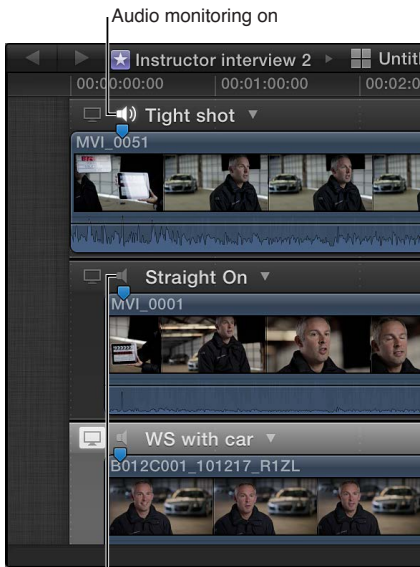 Audio monitoring on
Instructor interview 2
Untitl
00:00:00:00
00:01:00:00
00:02:0
Tight shot
MVI_0051
Straight On
MVI_0001
WS with car
B012C001_101217_R1ZL